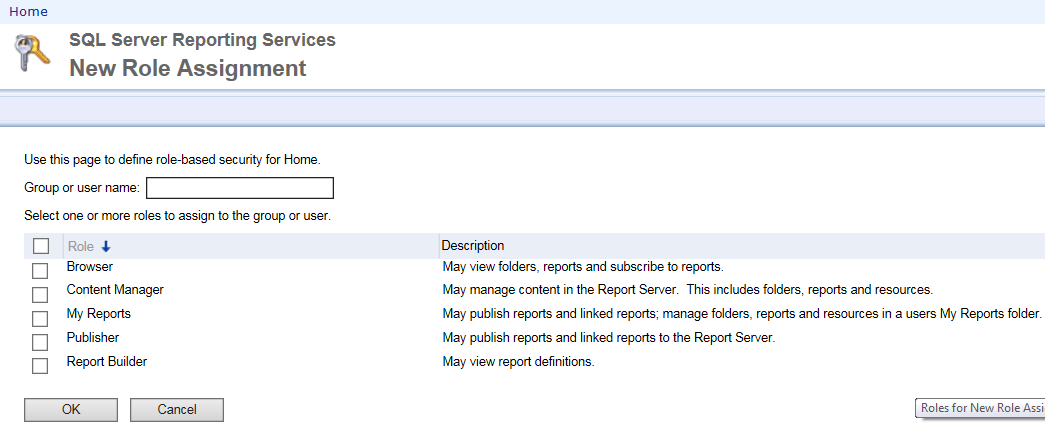 Home
SQL Server Reporting Services
New Role Assignment
Use this page to define role-based security for Home.
Group or user name:
Select one or more roles to assign to the group or user.
Role Description
Browser May view folders, reports and subscribe to reports.
Content Manager May manage content in the Report Server. This includes folders, reports and resources.
My Reports May publish reports and linked reports; manage folders, reports and resources in a users My Reports folder.
Publisher May publish reports and linked reports to the Report Server.
Report Builder May view report definitions.
OK Cancel Roles for New Role Assi